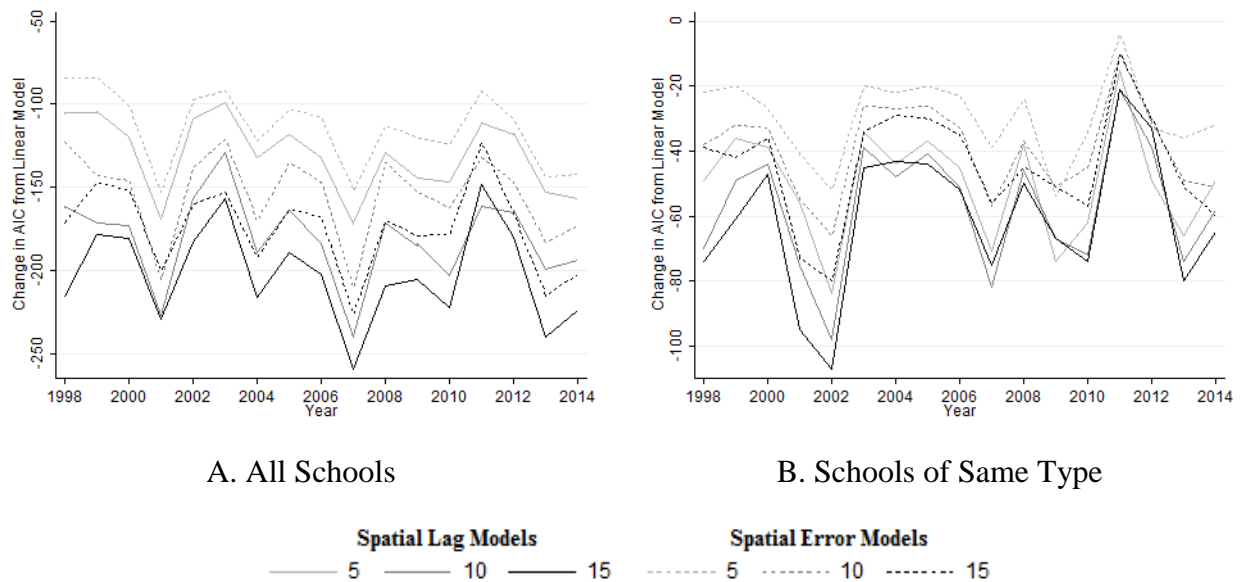 Change in AIC from Linear Model
-50
-100
-150
-200
-250
1998 2000 2002 2004 2006 2008 2010 2012 2014
Year
A. All Schools
Change in AIC from Linear Model
0
-20
-40
-60
-80
-100
1998 2000 2002 2004 2006 2008 2010 2012 2014
Year
B. Schools of Same Type
Spatial Lag Models Spatial Error Models
5 10 15 5 10 15